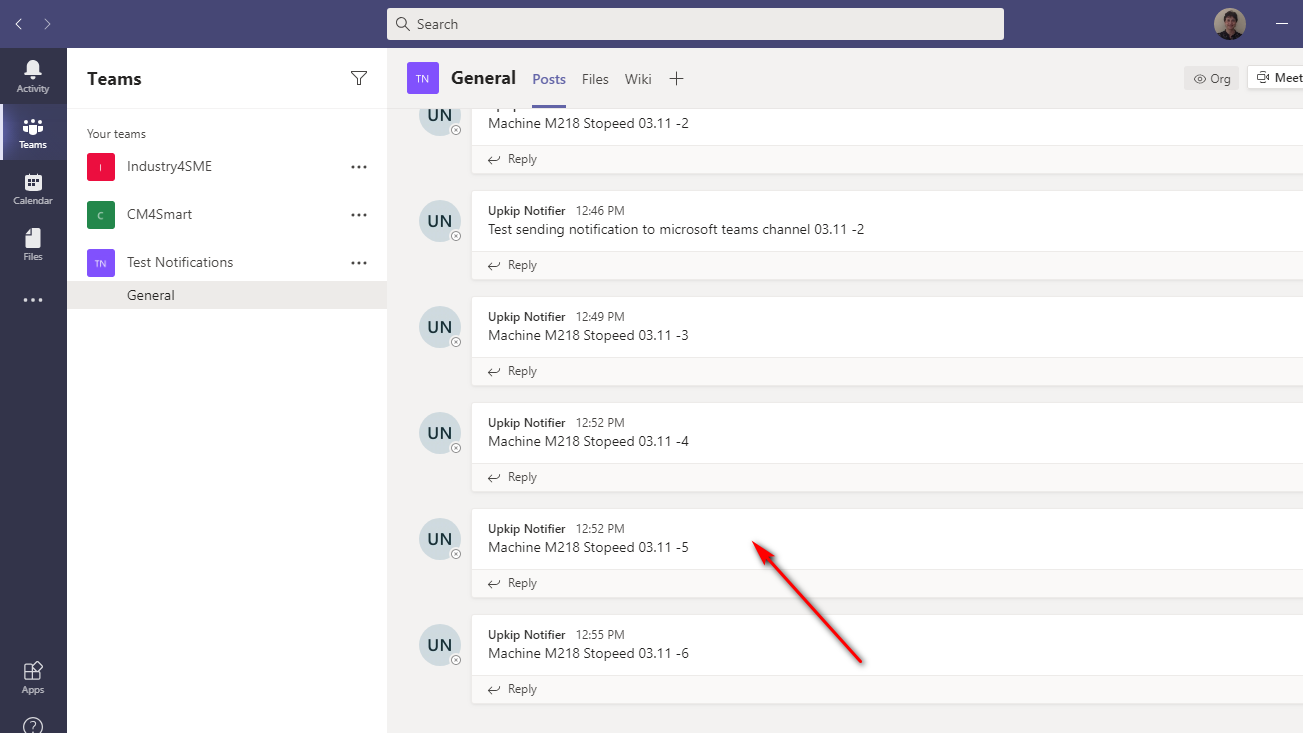 Search
Activity
Teams
Calendar
Files
Apps
Teams
Your teams
I
Industry4SME
C
CM4Smart
TN
Test Notifications
General
TN
General
Posts
Files
Wiki
Org
Meet
UN
Machine M218 Stopeed 03.11 -2
Reply
UN
Upkip Notifier 12:46 PM
Test sending notification to microsoft teams channel 03.11 -2
Reply
UN
Upkip Notifier 12:49 PM
Machine M218 Stopeed 03.11 -3
Reply
UN
Upkip Notifier 12:52 PM
Machine M218 Stopeed 03.11 -4
Reply
UN
Upkip Notifier 12:52 PM
Machine M218 Stopeed 03.11 -5
Reply
UN
Upkip Notifier 12:55 PM
Machine M218 Stopeed 03.11 -6
Reply